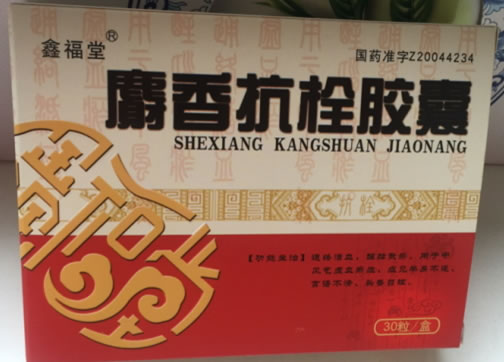 鑫福堂®
国药准字Z20044234
麝香抗栓胶囊
SHEXIANG KANGSHUAN JIAONANG
抗栓
【功能主治】通络活血,醒脑散瘀。用于中
风气虚血瘀症,症见半身不遂,
言语不清,头昏目眩。
30粒/盒